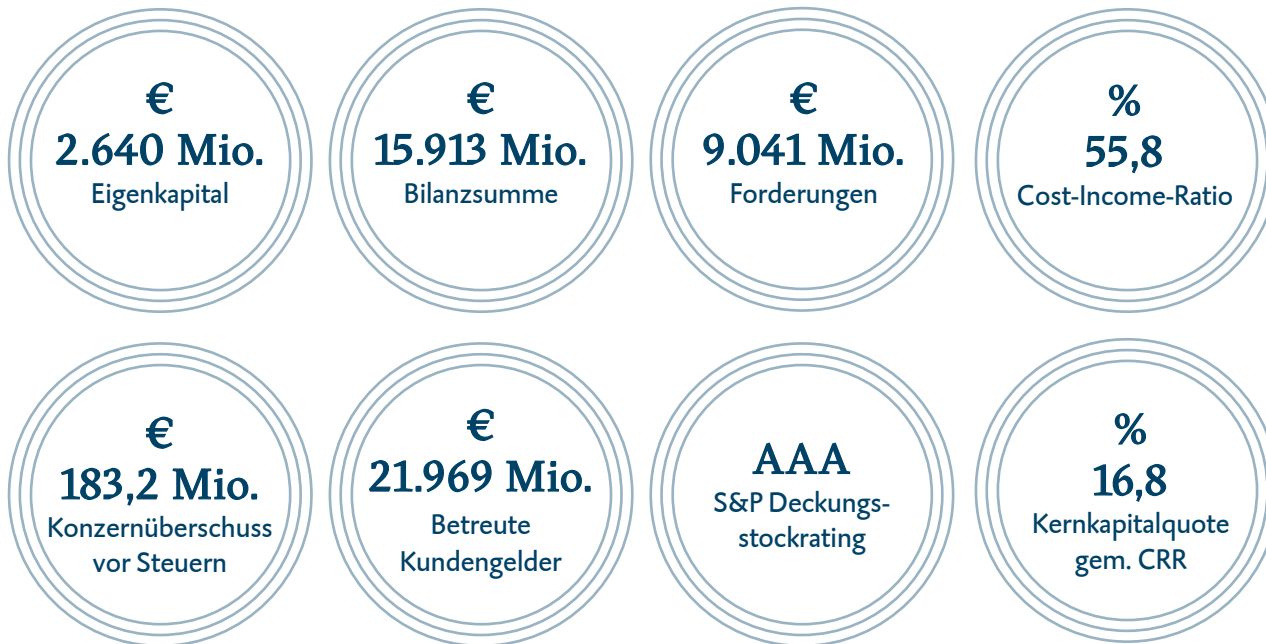 €
2.640 Mio.
Eigenkapital
€
15.913 Mio.
Bilanzsumme
€
9.041 Mio.
Forderungen
%
55,8
Cost-Income-Ratio
€
183,2 Mio.
Konzernüberschuss
vor Steuern
€
21.969 Mio.
Betreute
Kundengelder
AAA
S&P Deckungs-
stockrating
%
16,8
Kernkapitalquote
gem. CRR